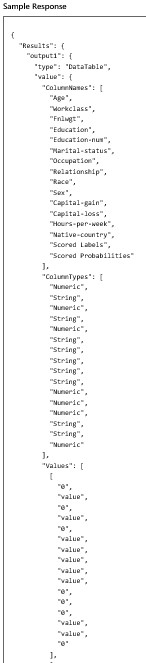 Sample Response
{
"Results": {
"output1": {
"type": "DataTable",
"value": {
"ColumnNames": [
"Age",
"Workclass",
"Fnlwgt",
"Education",
"Education-num",
"Marital-status",
"Occupation",
"Relationship",
"Race",
"Sex",
"Capital-gain",
"Capital-loss",
"Hours-per-week",
"Native-country",
"Scored Labels",
"Scored Probabilities"
],
"ColumnTypes": [
"Numeric",
"String",
"Numeric",
"String",
"Numeric",
"String",
"String",
"String",
"String",
"String",
"Numeric",
"Numeric",
"Numeric",
"String",
"String",
"Numeric"
],
"Values": [
[
"0",
"value",
"0",
"value",
"0",
"value",
"value",
"value",
"value",
"value",
"0",
"0",
"0",
"value",
"value",
"0"
],